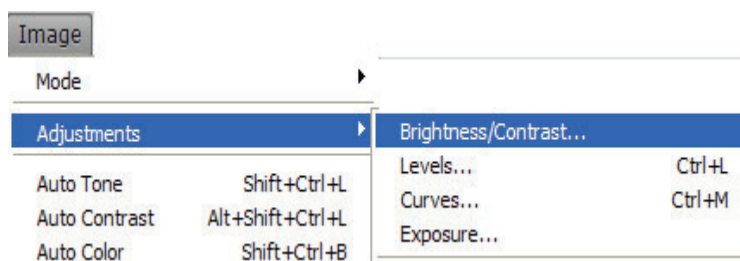 Image
Mode
Adjustments
Auto Tone Shift+Ctrl+L
Auto Contrast Alt+Shift+Ctrl+L
Auto Color Shift+Ctrl+B
Brightness/Contrast...
Levels... Ctrl+L
Curves... Ctrl+M
Exposure...